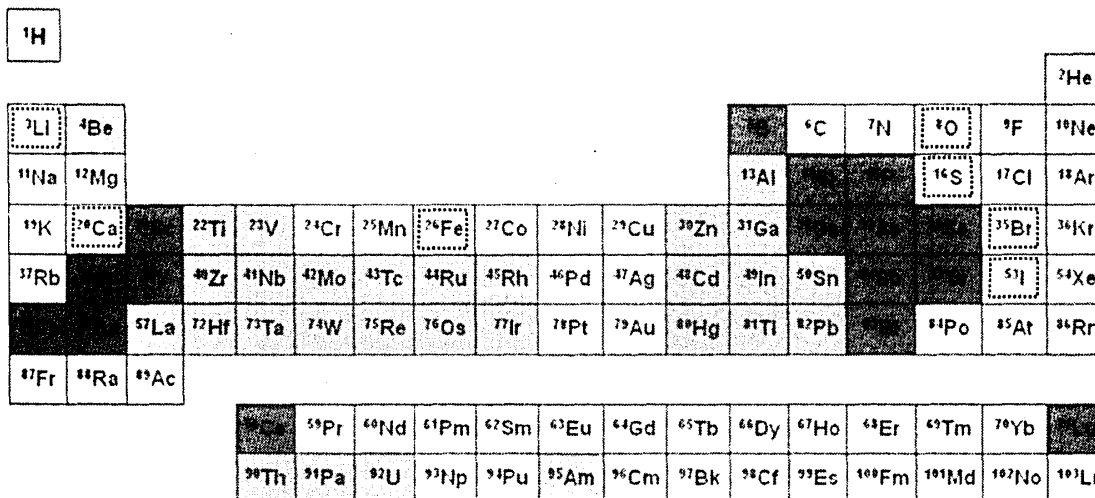 ¹H
²He
³Li ⁴Be ⁶C ⁷N ⁸O ⁹F ¹⁰Ne
¹¹Na ¹²Mg ¹³Al ¹⁶S ¹⁷Cl ¹⁸Ar
¹⁹K ²⁰Ca ²²Ti ²³V ²⁴Cr ²⁵Mn ²⁶Fe ²⁷Co ²⁸Ni ²⁹Cu ³⁰Zn ³¹Ga ³⁵Br ³⁶Kr
³⁷Rb ⁴⁰Zr ⁴¹Nb ⁴²Mo ⁴³Tc ⁴⁴Ru ⁴⁵Rh ⁴⁶Pd ⁴⁷Ag ⁴⁸Cd ⁴⁹In ⁵⁰Sn ⁵³I ⁵⁴Xe
⁵⁷La ⁷²Hf ⁷³Ta ⁷⁴W ⁷⁵Re ⁷⁶Os ⁷⁷Ir ⁷⁸Pt ⁷⁹Au ⁸⁰Hg ⁸¹Tl ⁸²Pb ⁸⁴Po ⁸⁵At ⁸⁶Rn
⁸⁷Fr ⁸⁸Ra ⁸⁹Ac
⁵⁹Pr ⁶⁰Nd ⁶¹Pm ⁶²Sm ⁶³Eu ⁶⁴Gd ⁶⁵Tb ⁶⁶Dy ⁶⁷Ho ⁶⁸Er ⁶⁹Tm ⁷⁰Yb
⁹⁰Th ⁹¹Pa ⁹²U ⁹³Np ⁹⁴Pu ⁹⁵Am ⁹⁶Cm ⁹⁷Bk ⁹⁸Cf ⁹⁹Es ¹⁰⁰Fm ¹⁰¹Md ¹⁰²No ¹⁰³Lr